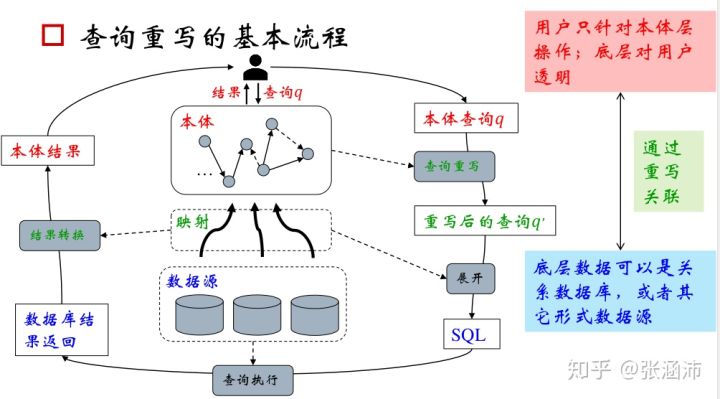 查询重写的基本流程
结果
查询q
本体
...
本体查询q
查询重写
重写后的查询q’
展开
SQL
查询执行
数据库结
果返回
结果转换
本体结果
映射
数据源
用户只针对本体层
操作；底层对用户
透明
通过
重写
关联
底层数据可以是关
系数据库，或者其
它形式数据源
知乎 @张涵沛